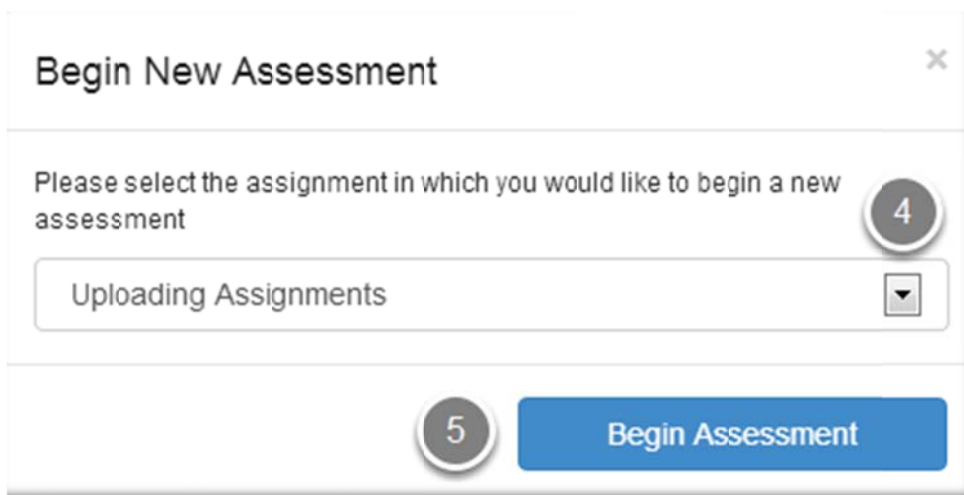 Begin New Assessment
×
Please select the assignment in which you would like to begin a new
assessment
4
Uploading Assignments
5
Begin Assessment